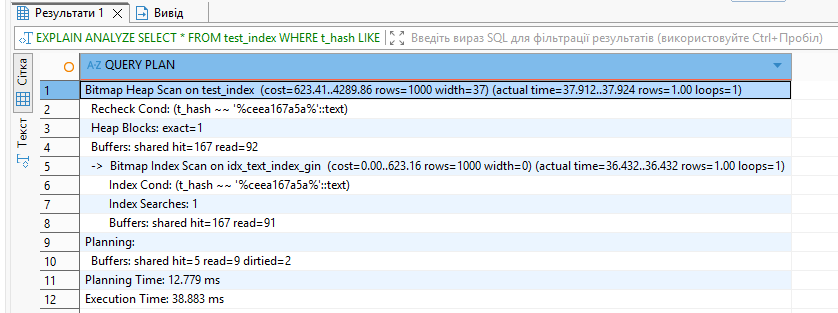 Результати 1
Вивід
EXPLAIN ANALYZE SELECT * FROM test_index WHERE t_hash LIKE
Введіть вираз SQL для фільтрації результатів (використовуйте Ctrl+Пробіл)
Сітка
Текст
A-Z QUERY PLAN
1 Bitmap Heap Scan on test_index (cost=623.41..4289.86 rows=1000 width=37) (actual time=37.912..37.924 rows=1.00 loops=1)
2 Recheck Cond: (t_hash ~~ '%ceea167a5a%'::text)
3 Heap Blocks: exact=1
4 Buffers: shared hit=167 read=92
5 -> Bitmap Index Scan on idx_text_index_gin (cost=0.00..623.16 rows=1000 width=0) (actual time=36.432..36.432 rows=1.00 loops=1)
6 Index Cond: (t_hash ~~ '%ceea167a5a%'::text)
7 Index Searches: 1
8 Buffers: shared hit=167 read=91
9 Planning:
10 Buffers: shared hit=5 read=9 dirtied=2
11 Planning Time: 12.779 ms
12 Execution Time: 38.883 ms